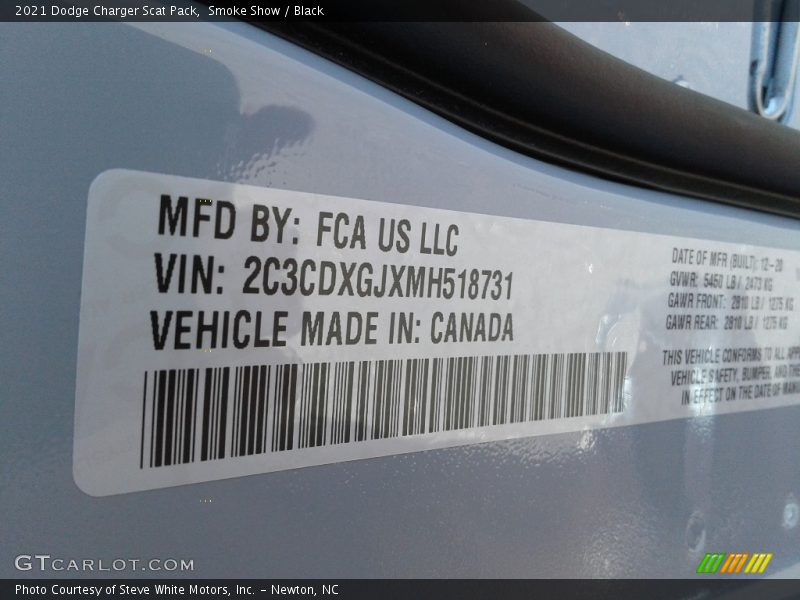 2021 Dodge Charger Scat Pack, Smoke Show / Black
MFD BY: FCA US LLC
VIN: 2C3CDXGJXMH518731
VEHICLE MADE IN: CANADA
DATE OF MFR (BUILT): 12-20
GVWR: 5450 LB / 2473 KG
GAWR FRONT: 2810 LB / 1275 KG
GAWR REAR: 2810 LB / 1275 KG
THIS VEHICLE CONFORMS TO ALL APP
VEHICLE SAFETY, BUMPER, AND THE
IN EFFECT ON THE DATE OF MAN
GTCARLOT.COM
Photo Courtesy of Steve White Motors, Inc. – Newton, NC